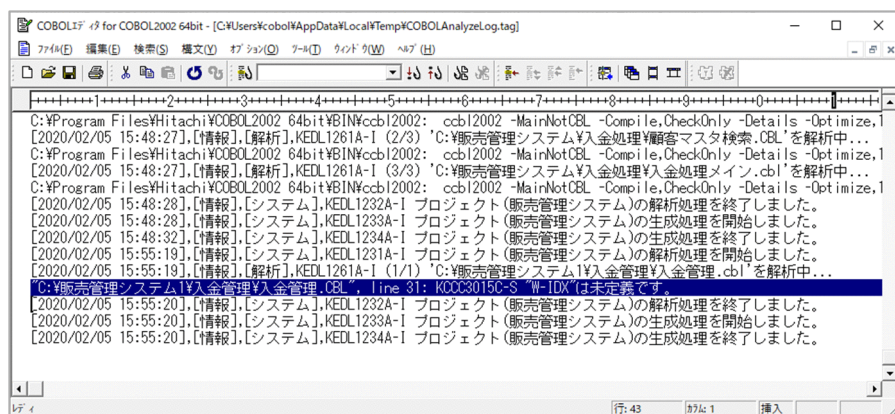 COBOLｴﾃﾞｨﾀ for COBOL2002 64bit - [C:¥Users¥cobol¥AppData¥Local¥Temp¥COBOLAnalyzeLog.tag]
ﾌｧｲﾙ(F) 編集(E) 検索(S) 構文(Y) ｵﾌﾟｼｮﾝ(O) ﾂｰﾙ(T) ｳｨﾝﾄﾞｳ(W) ﾍﾙﾌﾟ(H)
C:¥Program Files¥Hitachi¥COBOL2002 64bit¥BIN¥ccbl2002:  ccbl2002 -MainNotCBL -Compile,CheckOnly -Details -Optimize,1
[2020/02/05 15:48:27],[情報],[解析],KEDL1261A-I (2/3) 'C:¥販売管理システム¥入金処理¥顧客マスタ検索.CBL'を解析中...
C:¥Program Files¥Hitachi¥COBOL2002 64bit¥BIN¥ccbl2002:  ccbl2002 -MainNotCBL -Compile,CheckOnly -Details -Optimize,1
[2020/02/05 15:48:27],[情報],[解析],KEDL1261A-I (3/3) 'C:¥販売管理システム¥入金処理¥入金処理メイン.cbl'を解析中...
C:¥Program Files¥Hitachi¥COBOL2002 64bit¥BIN¥ccbl2002:  ccbl2002 -MainNotCBL -Compile,CheckOnly -Details -Optimize,1
[2020/02/05 15:48:28],[情報],[システム],KEDL1232A-I プロジェクト(販売管理システム)の解析処理を終了しました。
[2020/02/05 15:48:28],[情報],[システム],KEDL1233A-I プロジェクト(販売管理システム)の生成処理を開始しました。
[2020/02/05 15:48:32],[情報],[システム],KEDL1234A-I プロジェクト(販売管理システム)の生成処理を終了しました。
[2020/02/05 15:55:19],[情報],[システム],KEDL1231A-I プロジェクト(販売管理システム)の解析処理を開始しました。
[2020/02/05 15:55:19],[情報],[解析],KEDL1261A-I (1/1) 'C:¥販売管理システム1¥入金管理¥入金管理.cbl'を解析中...
"C:¥販売管理システム1¥入金管理¥入金管理.CBL", line 31: KCCC3015C-S "W-IDX"は未定義です。
[2020/02/05 15:55:20],[情報],[システム],KEDL1232A-I プロジェクト(販売管理システム)の解析処理を終了しました。
[2020/02/05 15:55:20],[情報],[システム],KEDL1233A-I プロジェクト(販売管理システム)の生成処理を開始しました。
[2020/02/05 15:55:20],[情報],[システム],KEDL1234A-I プロジェクト(販売管理システム)の生成処理を終了しました。
ﾚﾃﾞｨ 行: 43 ｶﾗﾑ: 1 挿入